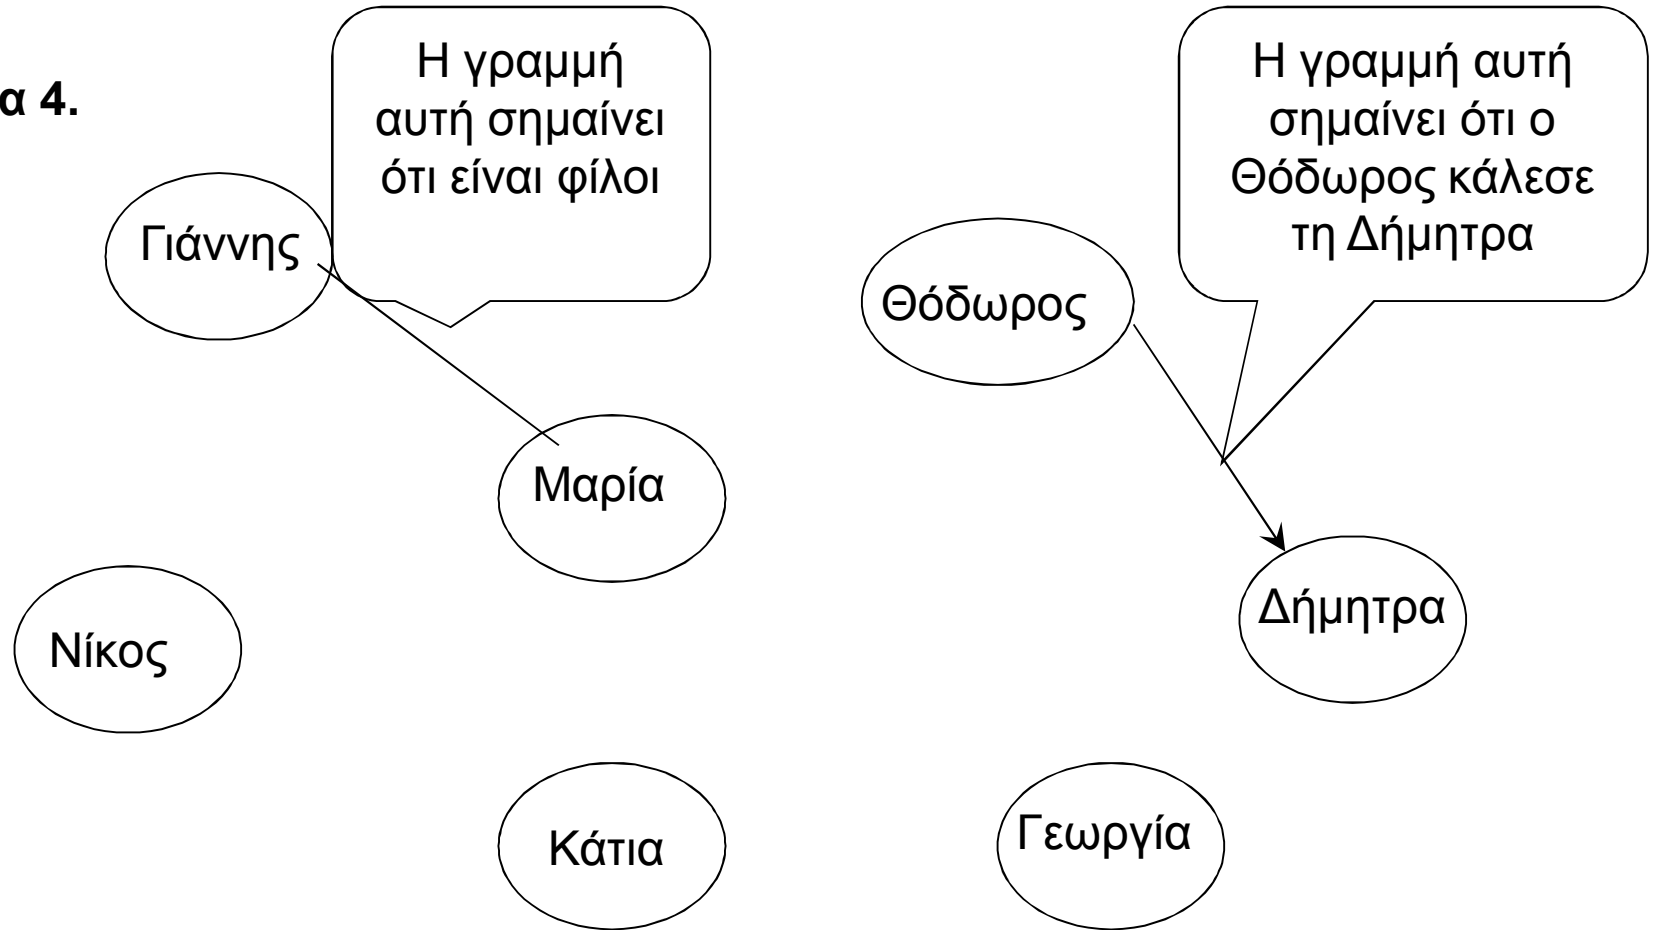 α 4.
Η γραμμή
αυτή σημαίνει
ότι είναι φίλοι
Η γραμμή αυτή
σημαίνει ότι ο
Θόδωρος κάλεσε
τη Δήμητρα
Γιάννης
Θόδωρος
Μαρία
Δήμητρα
Νίκος
Κάτια
Γεωργία